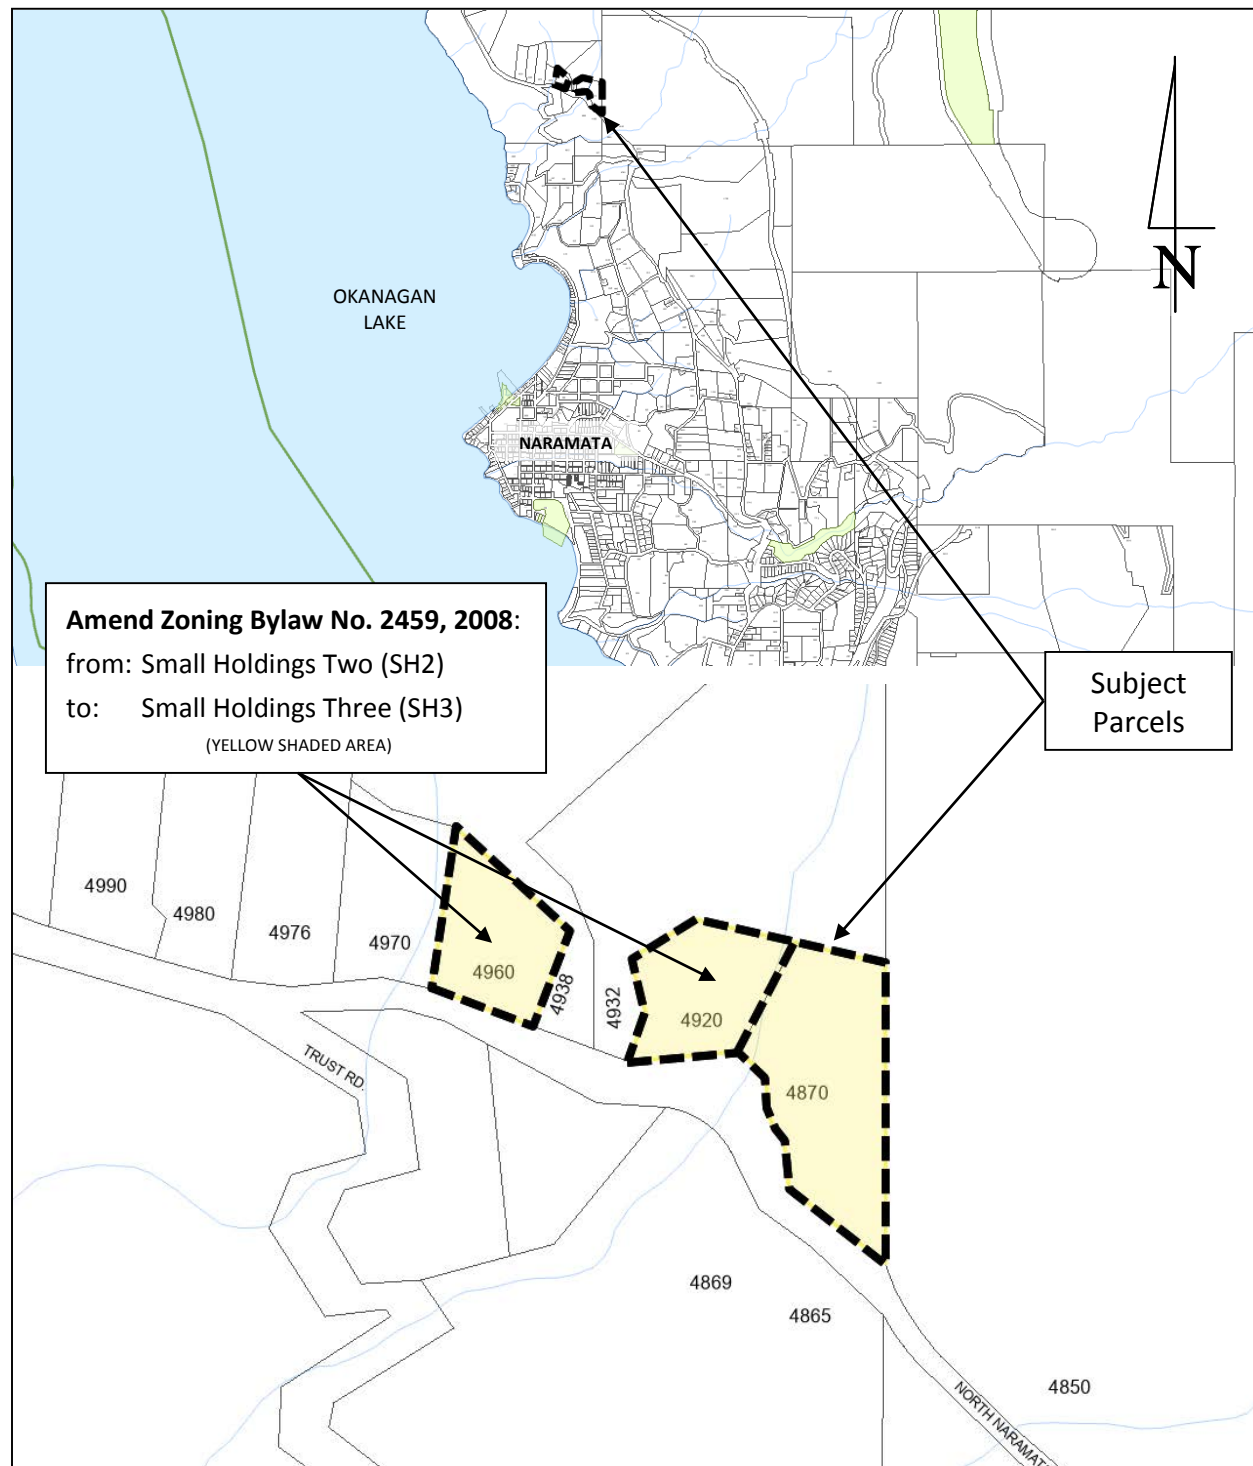 OKANAGAN
LAKE
N
NARAMATA
Amend Zoning Bylaw No. 2459, 2008:
from: Small Holdings Two (SH2)
to: Small Holdings Three (SH3)
(YELLOW SHADED AREA)
Subject
Parcels
4990
4980
4976
4970
4960
4938
4932
4920
4870
TRUST RD.
4869
4865
4850
NORTH NARAMAT